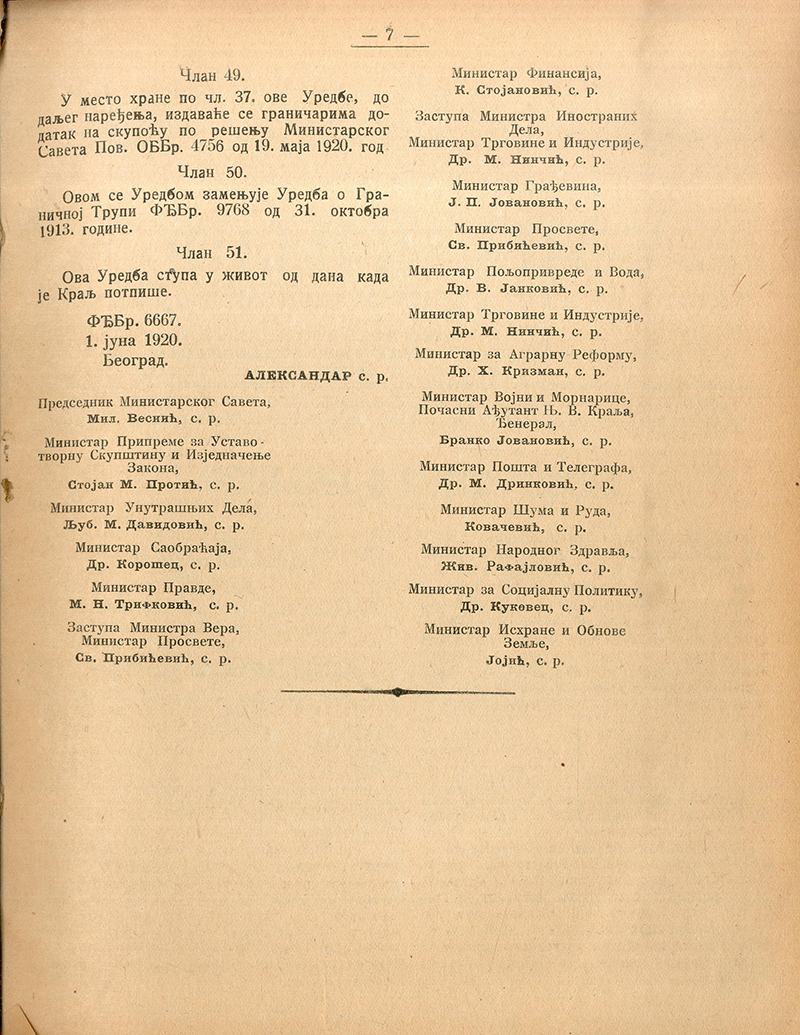 — 7 —
Члан 49.
У место хране по чл. 37. ове Уредбе, до
даљег наређења, издаваће се граничарима до-
датак на скупоћу по решењу Министарског
Савета Пов. ОББр. 4756 од 19. маја 1920. год
Члан 50.
Овом се Уредбом замењује Уредба о Гра-
ничној Трупи ФЂБр. 9768 од 31. октобра
1913. године.
Члан 51.
Ова Уредба ступа у живот од дана када
је Краљ потпише.
ФЂБр. 6667.
1. јуна 1920.
Београд.
АЛЕКСАНДАР с. р.
Председник Министарског Савета,
Мил. Веснић, с. р.
Министар Припреме за Уставо-
творну Скупштину и Изједначење
Закона,
Стојан М. Протић, с. р.
Министар Унутрашњих Дела,
Љуб. М. Давидовић, с. р.
Министар Саобраћаја,
Др. Корошец, с. р.
Министар Правде,
М. Н. Трифковић, с. р.
Заступа Министра Вера,
Министар Просвете,
Св. Прибићевић, с. р.
Министар Финансија,
К. Стојановић, с. р.
Заступа Министра Иностраних
Дела,
Министар Трговине и Индустрије,
Др. М. Нинчић, с. р.
Министар Грађевина,
Ј. П. Јовановић, с. р.
Министар Просвете,
Св. Прибићевић, с. р.
Министар Пољопривреде и Вода,
Др. В. Јанковић, с. р.
Министар Трговине и Индустрије,
Др. М. Нинчић, с. р.
Министар за Аграрну Реформу,
Др. Х. Кризман, с. р.
Министар Војни и Морнарице,
Почасни Ађутант Њ. В. Краља,
Ђенерал,
Бранко Јовановић, с. р.
Министар Пошта и Телеграфа,
Др. М. Дринковић, с. р.
Министар Шума и Руда,
Ковачевић, с. р.
Министар Народног Здравља,
Жив. Рафајловић, с. р.
Министар за Социјалну Политику,
Др. Куковец, с. р.
Министар Исхране и Обнове
Земље,
Јојић, с. р.